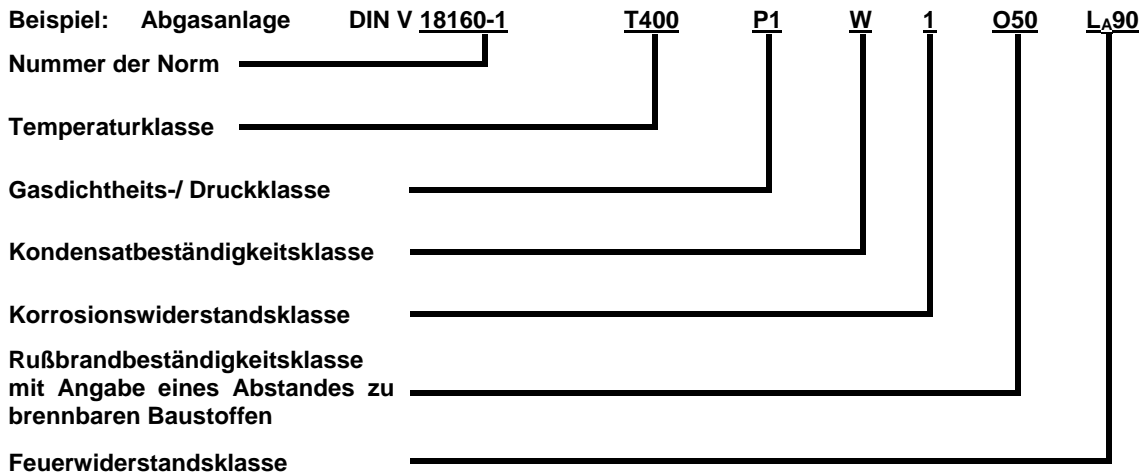 Beispiel: Abgasanlage DIN V 18160-1 T400 P1 W 1 O50 LA90
Nummer der Norm
Temperaturklasse
Gasdichtheits-/ Druckklasse
Kondensatbeständigkeitsklasse
Korrosionswiderstandsklasse
Rußbrandbeständigkeitsklasse
mit Angabe eines Abstandes zu
brennbaren Baustoffen
Feuerwiderstandsklasse